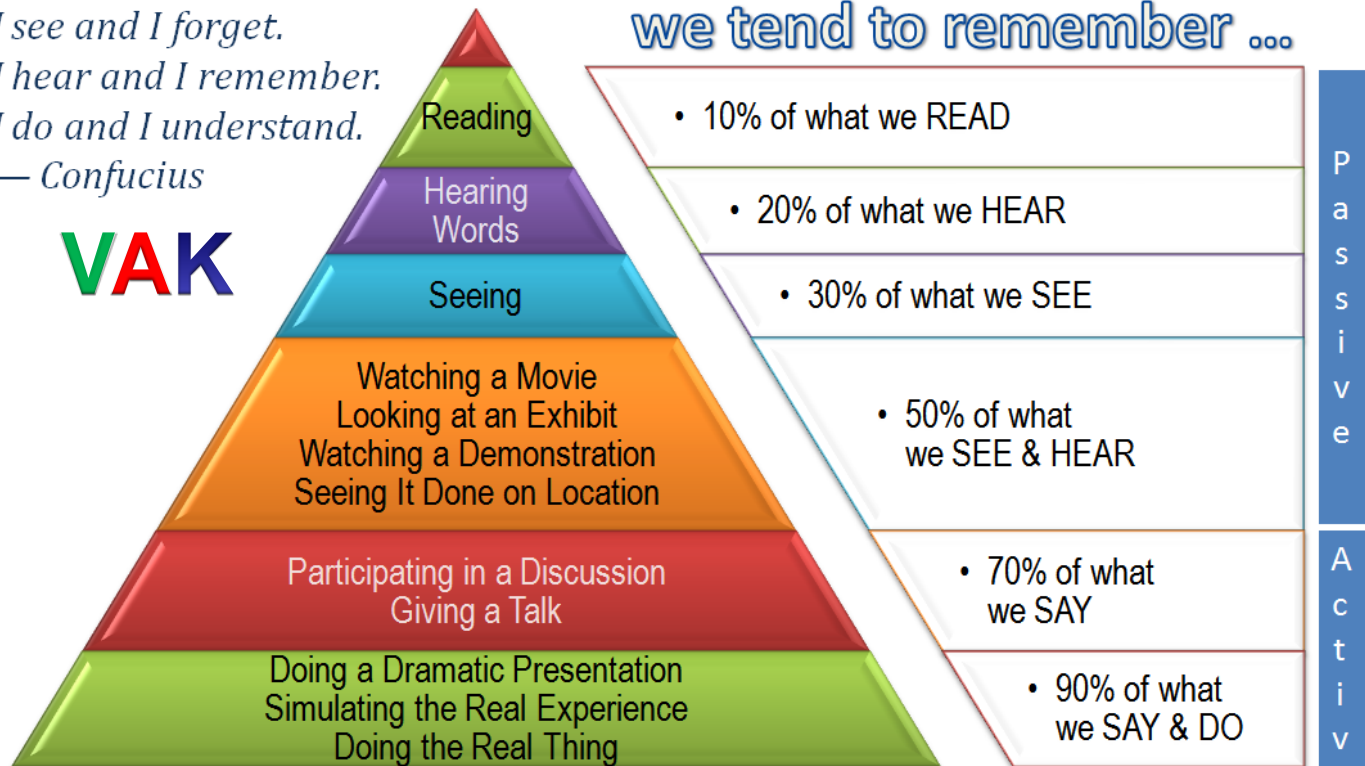 I see and I forget.
I hear and I remember.
I do and I understand.
— Confucius
VAK
we tend to remember ...
Reading
• 10% of what we READ
Hearing
Words
• 20% of what we HEAR
Seeing
• 30% of what we SEE
Watching a Movie
Looking at an Exhibit
Watching a Demonstration
Seeing It Done on Location
• 50% of what
we SEE & HEAR
Participating in a Discussion
Giving a Talk
• 70% of what
we SAY
Doing a Dramatic Presentation
Simulating the Real Experience
Doing the Real Thing
• 90% of what
we SAY & DO
Passive
Activ